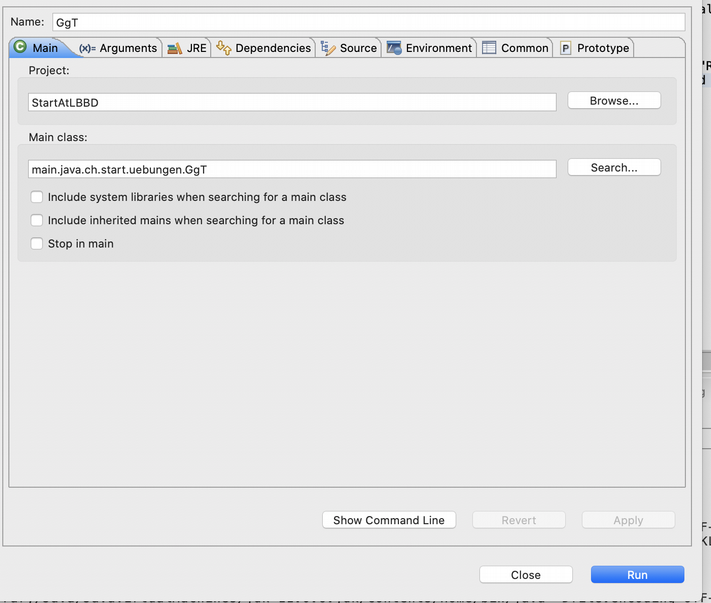 Name: GgT
Main (x)= Arguments JRE Dependencies Source Environment Common P Prototype
Project:
StartAtLBBD Browse...
Main class:
main.java.ch.start.uebungen.GgT Search...
Include system libraries when searching for a main class
Include inherited mains when searching for a main class
Stop in main
Show Command Line Revert Apply
Close Run